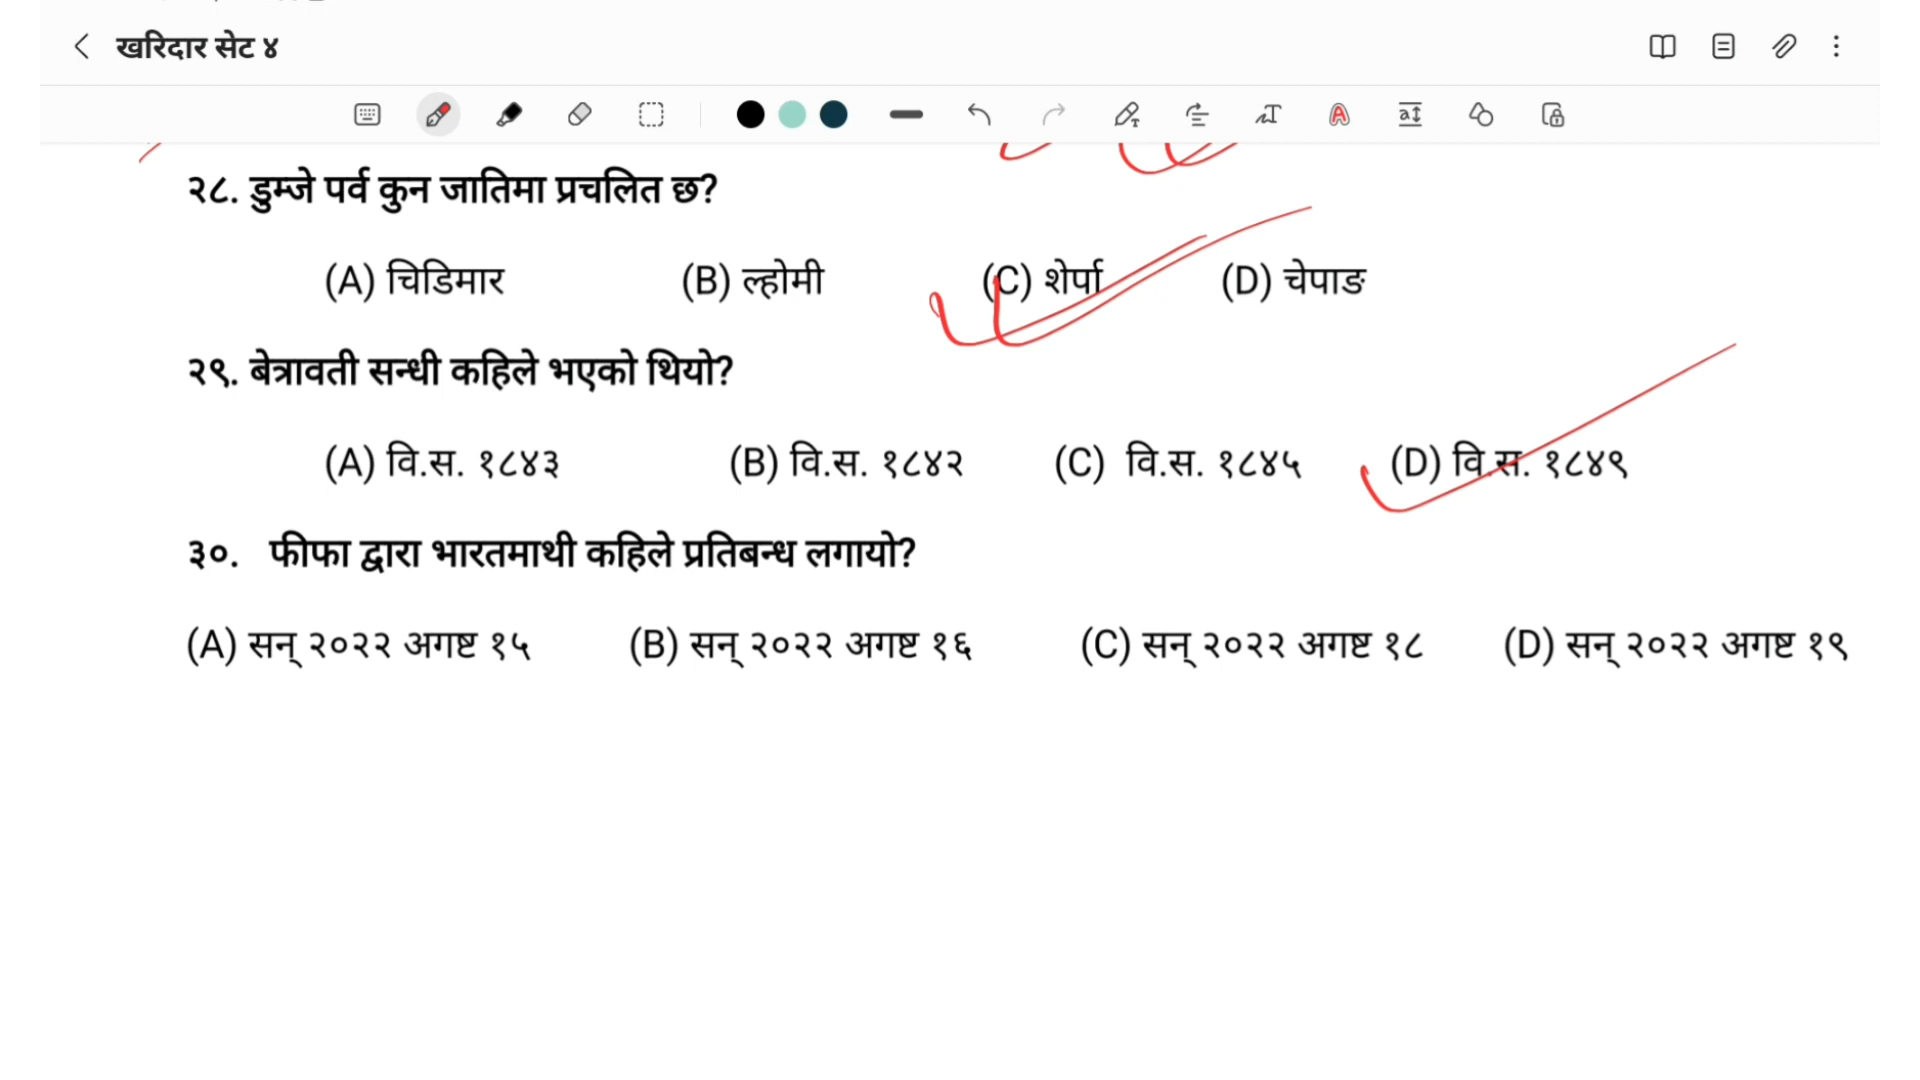 खरिदार सेट ४
२८. डुम्जे पर्व कुन जातिमा प्रचलित छ?
(A) चिडिमार (B) ल्होमी (C) शेर्पा (D) चेपाङ
२९. बेत्रावती सन्धी कहिले भएको थियो?
(A) वि.स. १८४३ (B) वि.स. १८४२ (C) वि.स. १८४५ (D) वि.स. १८४९
३०. फीफा द्वारा भारतमाथी कहिले प्रतिबन्ध लगायो?
(A) सन् २०२२ अगष्ट १५ (B) सन् २०२२ अगष्ट १६ (C) सन् २०२२ अगष्ट १८ (D) सन् २०२२ अगष्ट १९